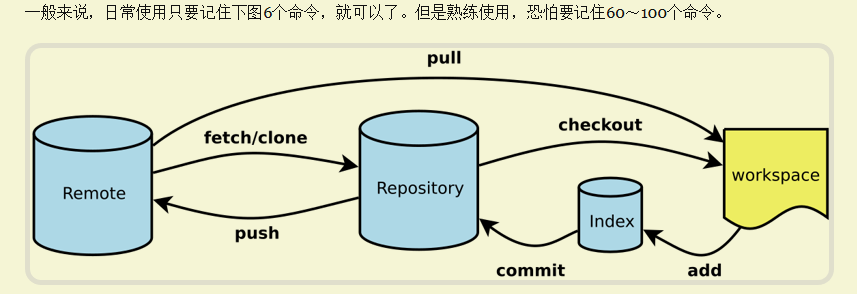 一般来说，日常使用只要记住下图6个命令，就可以了。但是熟练使用，恐怕要记住60～100个命令。
pull
fetch/clone
checkout
Remote
Repository
workspace
Index
push
commit
add